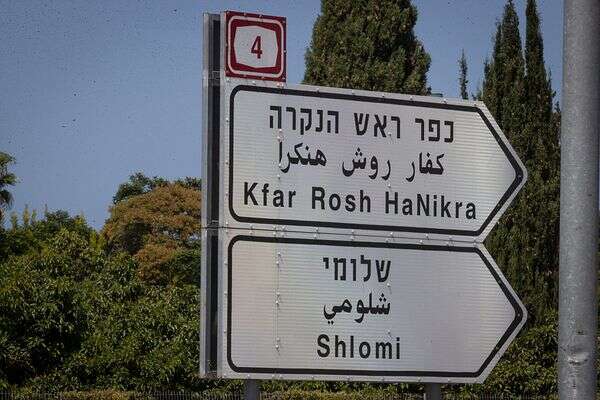 4
כפר ראש הנקרה
كفار روش هنكرا
Kfar Rosh HaNikra
שלומי
شلومي
Shlomi